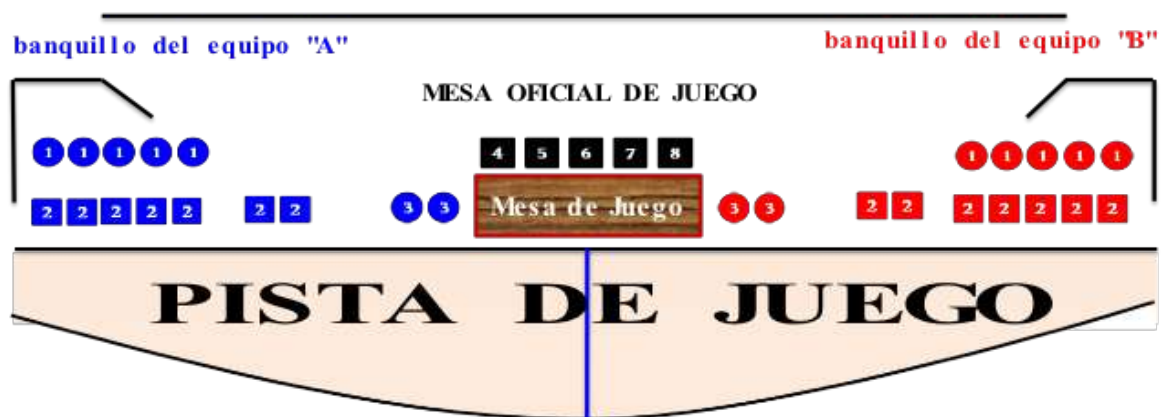 banquillo del equipo "A"
banquillo del equipo "B"
MESA OFICIAL DE JUEGO
1 1 1 1 1
4 5 6 7 8
1 1 1 1 1
2 2 2 2 2 2 2
3 3
Mesa de Juego
3 3
2 2 2 2 2 2 2
PISTA DE JUEGO